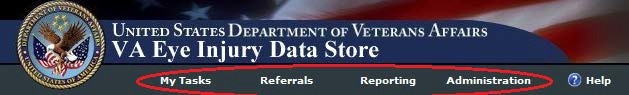 UNITED STATES DEPARTMENT OF VETERANS AFFAIRS
VA Eye Injury Data Store
My Tasks Referrals Reporting Administration ? Help